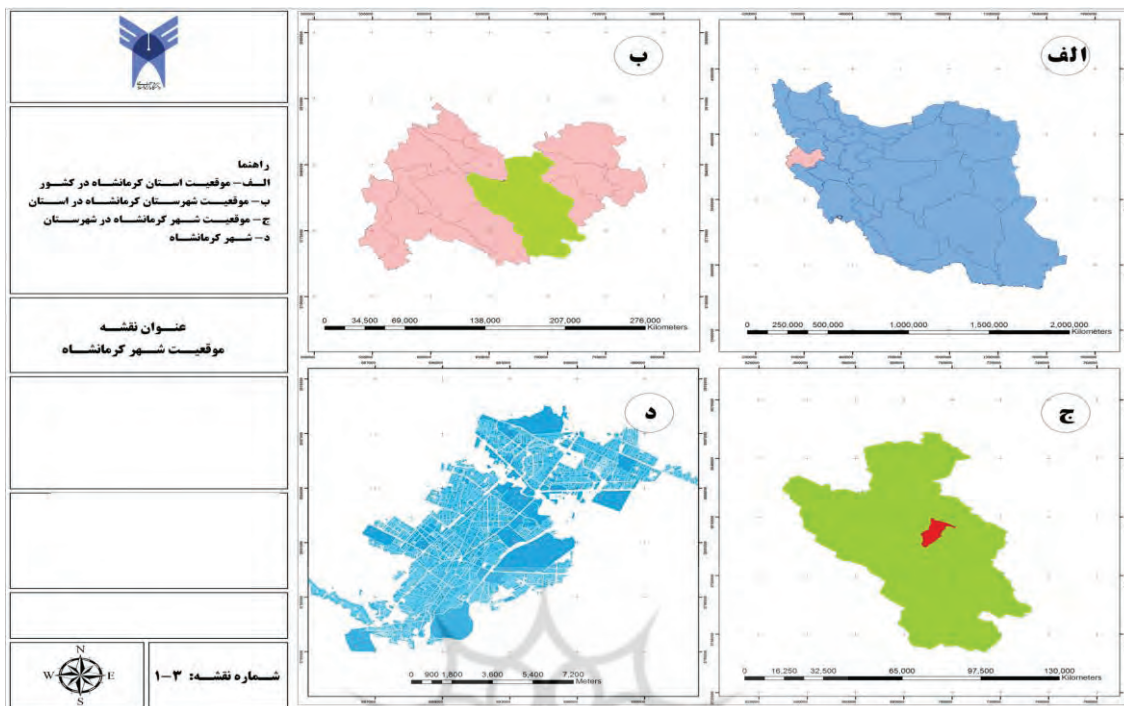 الف
ب
ج
د
راهنما
الف- موقعیت استان کرمانشاه در کشور
ب- موقعیت شهرستان کرمانشاه در استان
ج- موقعیت شهر کرمانشاه در شهرستان
د- شهر کرمانشاه
عنوان نقشه
موقعیت شهر کرمانشاه
شماره نقشه: ۳-۱
N
W E
S
0 34,500 69,000 138,000 207,000 276,000
Kilometers
0 250,000 500,000 1,000,000 1,500,000 2,000,000
Kilometers
0 900 1,800 3,600 5,400 7,200
Meters
0 16,250 32,500 65,000 97,500 130,000
Kilometers